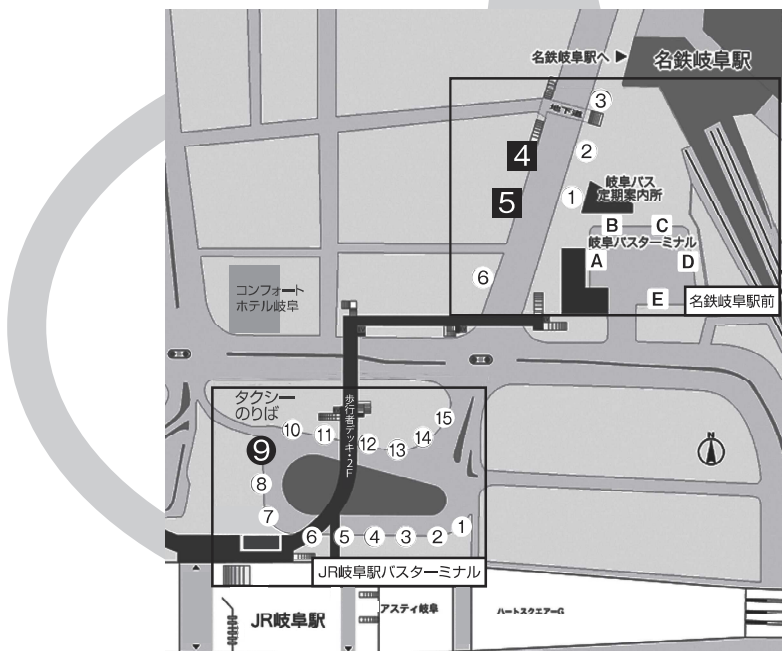 名鉄岐阜駅へ ▶
名鉄岐阜駅
地下道
3
4
2
5
1
岐阜バス
定期案内所
B
C
岐阜バスターミナル
A
D
6
E
名鉄岐阜駅前
コンフォート
ホテル岐阜
歩行者デッキ・2F
タクシー
のりば
15
10
11
12
13
14
9
8
7
6
5
4
3
2
1
N
JR岐阜駅バスターミナル
JR岐阜駅
アスティ岐阜
ハートスクエアーG